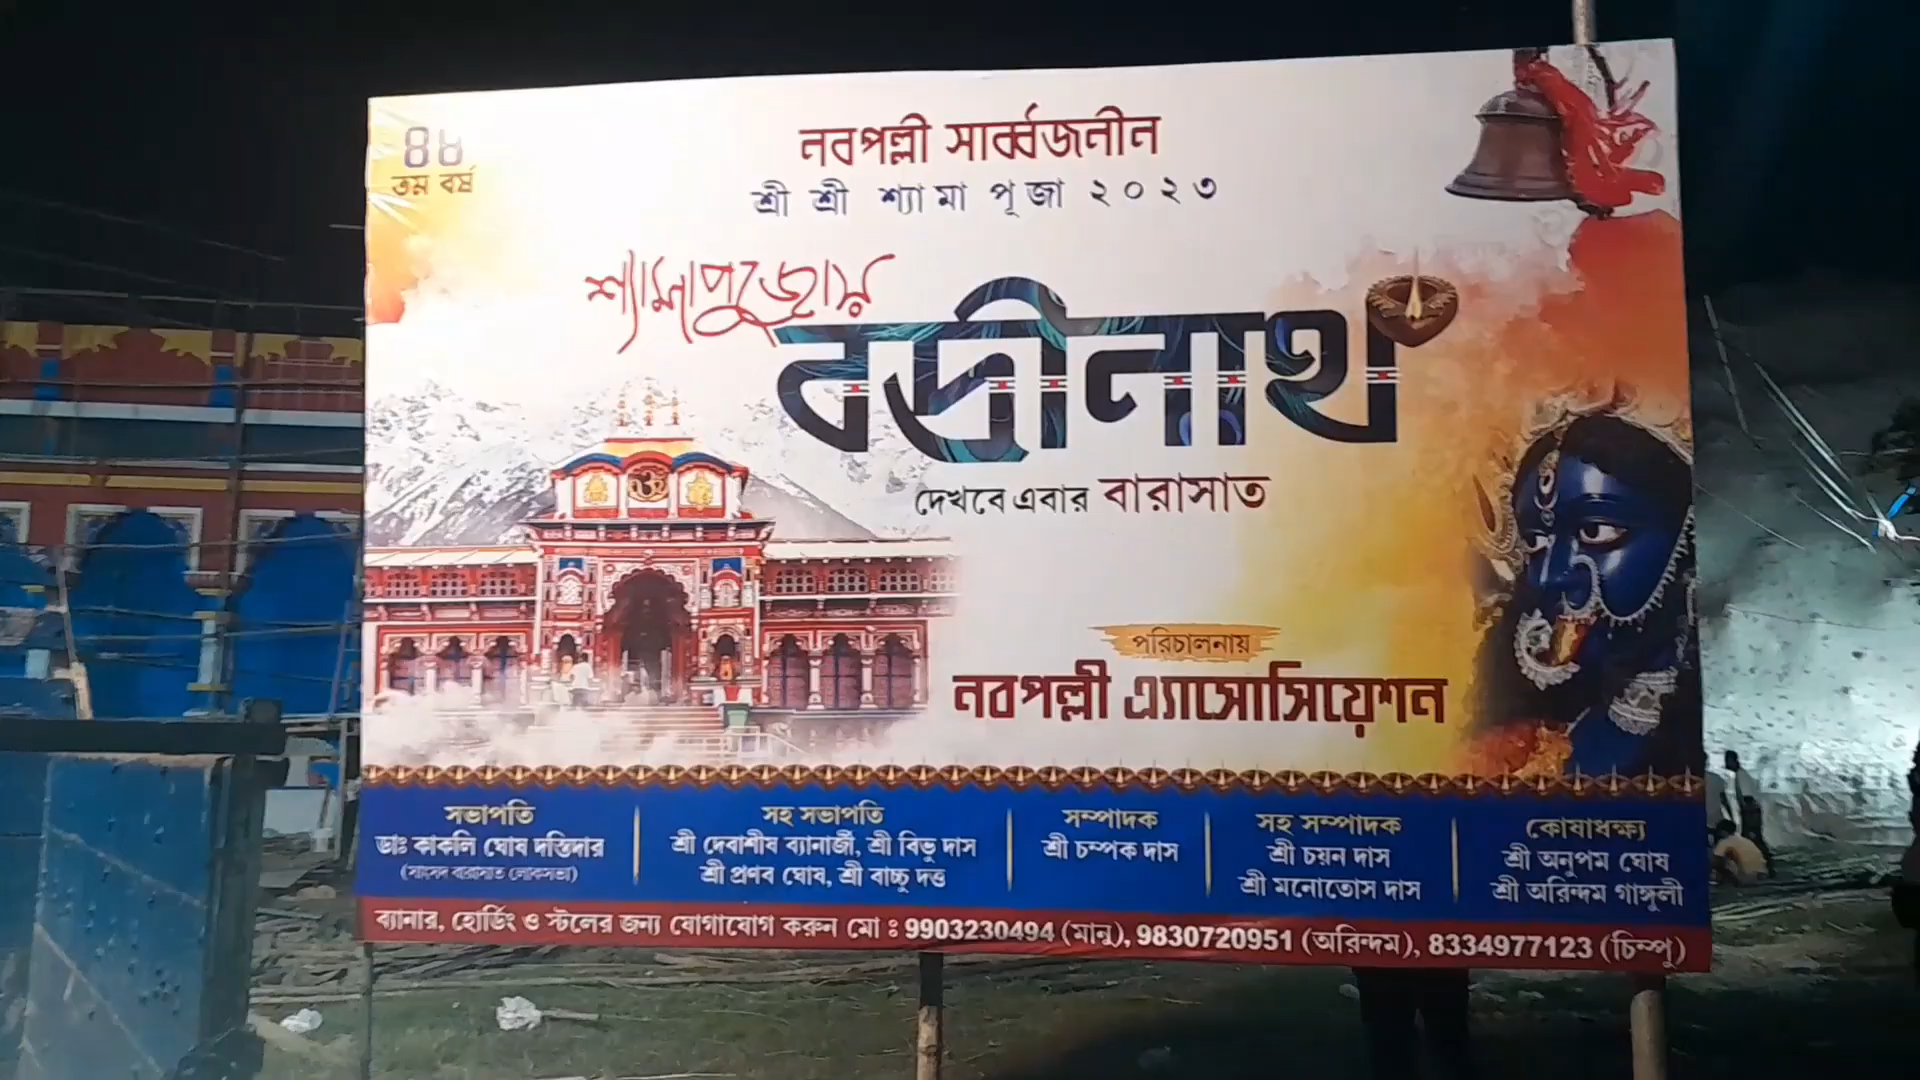 ৪৪
তম বর্ষ
নবপল্লী সার্ব্বজনীন
শ্রী শ্রী শ্যামা পূজা ২০২৩
শ্যামাপুজোয়
বদ্রীনাথ
দেখবে এবার বারাসাত
পরিচালনায়
নবপল্লী এ্যাসোসিয়েশন
সভাপতি
ডাঃ কাকলি ঘোষ দস্তিদার
(সাংসদ বারাসাত লোকসভা)
সহ সভাপতি
শ্রী দেবাশীষ ব্যানার্জী, শ্রী বিভু দাস
শ্রী প্রণব ঘোষ, শ্রী বাচ্চু দত্ত
সম্পাদক
শ্রী চম্পক দাস
সহ সম্পাদক
শ্রী চয়ন দাস
শ্রী মনোতোস দাস
কোষাধক্ষ্য
শ্রী অনুপম ঘোষ
শ্রী অরিন্দম গাঙ্গুলী
ব্যানার, হোর্ডিং ও স্টলের জন্য যোগাযোগ করুন মো : 9903230494 (মানু), 9830720951 (অরিন্দম), 8334977123 (চিম্পু)